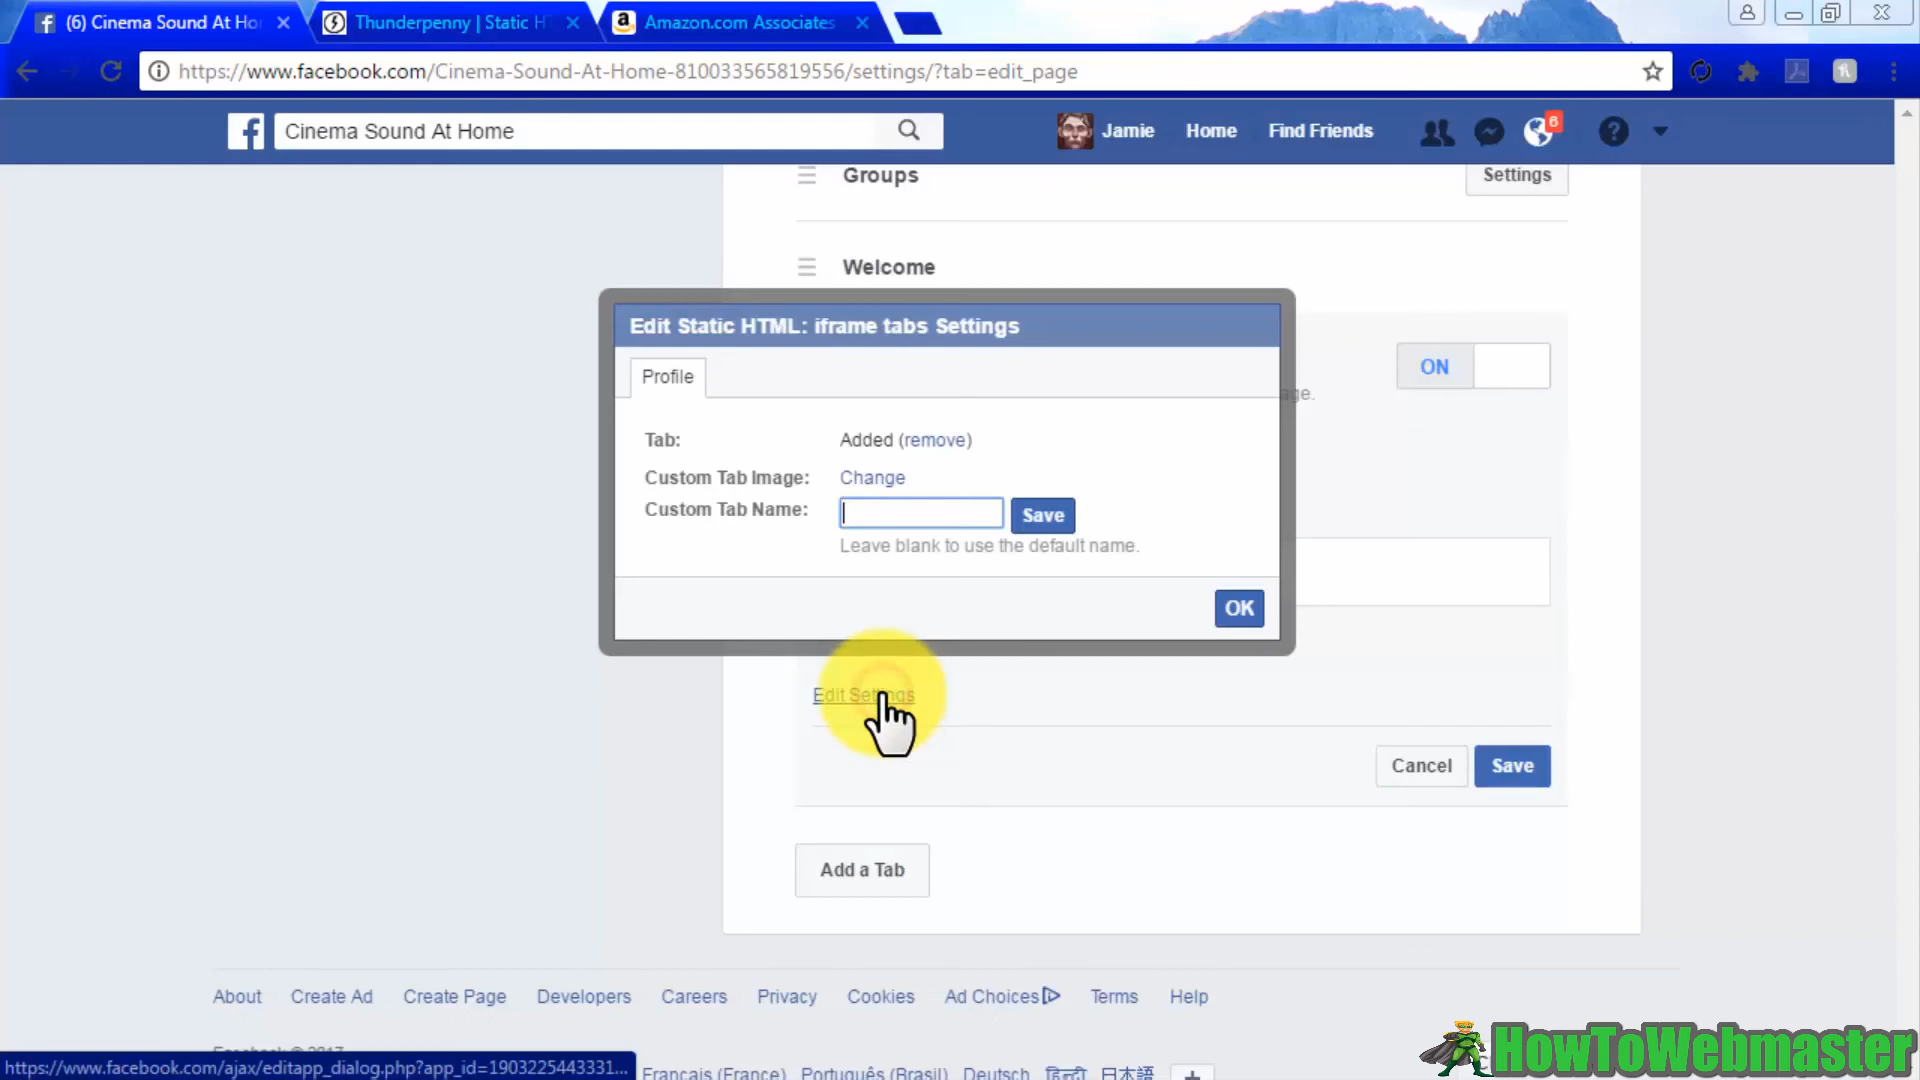 (6) Cinema Sound At Ho
Thunderpenny | Static H
Amazon.com Associates
https://www.facebook.com/Cinema-Sound-At-Home-810033565819556/settings/?tab=edit_page
Cinema Sound At Home
Jamie
Home
Find Friends
6
Groups
Settings
Welcome
Edit Static HTML: iframe tabs Settings
Profile
ON
Tab:
Added (remove)
Custom Tab Image:
Change
Custom Tab Name:
Save
Leave blank to use the default name.
OK
Edit Settings
Cancel
Save
Add a Tab
About
Create Ad
Create Page
Developers
Careers
Privacy
Cookies
Ad Choices
Terms
Help
https://www.facebook.com/ajax/editapp_dialog.php?app_id=1903225443331...
Français (France)
Português (Brasil)
Deutsch
हिन्दी
日本語
HowToWebmaster